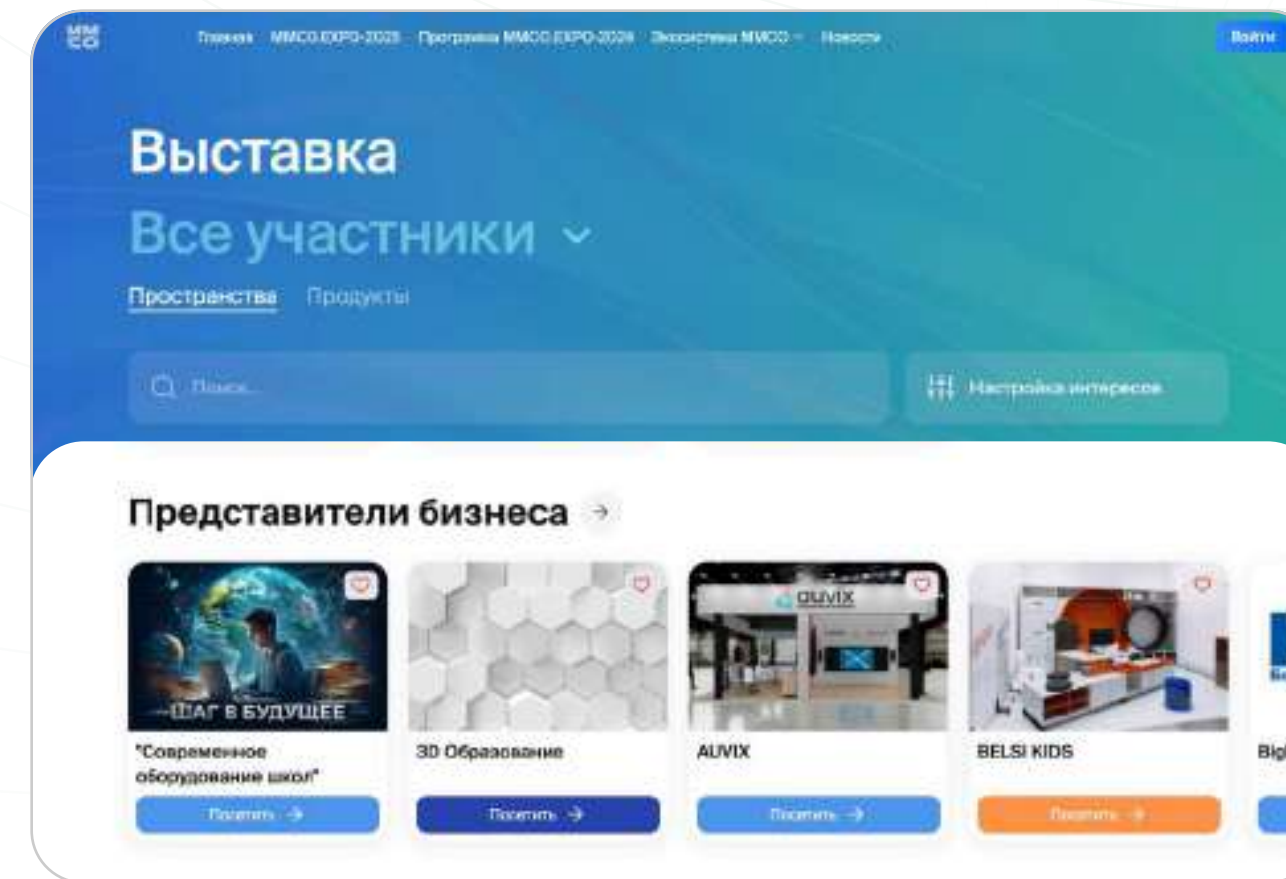 ММ
СО
Главная ММСО.EXPO-2025 Программа ММСО.EXPO-2024 Экосистема ММСО Новости
Войти
Выставка
Все участники
Пространства Продукты
Поиск...
Настройка интересов
Представители бизнеса
ШАГ В БУДУЩЕЕ
AUVIX
"Современное
оборудование школ"
3D Образование
AUVIX
BELSI KIDS
Посетить
Посетить
Посетить
Посетить